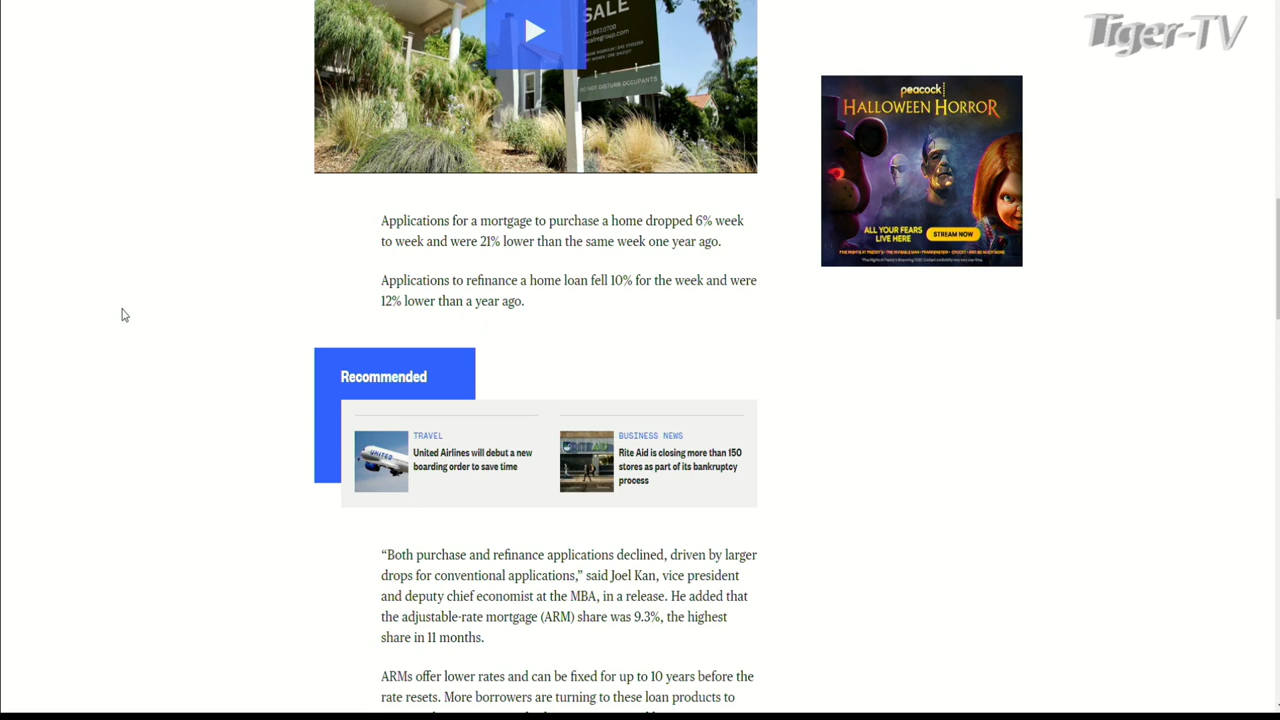 Tiger-TV
SALE
DO NOT DISTURB OCCUPANTS
peacock
HALLOWEEN HORROR
ALL YOUR FEARS
LIVE HERE
STREAM NOW
Applications for a mortgage to purchase a home dropped 6% week
to week and were 21% lower than the same week one year ago.
Applications to refinance a home loan fell 10% for the week and were
12% lower than a year ago.
Recommended
TRAVEL
United Airlines will debut a new
boarding order to save time
UNITED
BUSINESS NEWS
Rite Aid is closing more than 150
stores as part of its bankruptcy
process
“Both purchase and refinance applications declined, driven by larger
drops for conventional applications,” said Joel Kan, vice president
and deputy chief economist at the MBA, in a release. He added that
the adjustable-rate mortgage (ARM) share was 9.3%, the highest
share in 11 months.
ARMs offer lower rates and can be fixed for up to 10 years before the
rate resets. More borrowers are turning to these loan products to